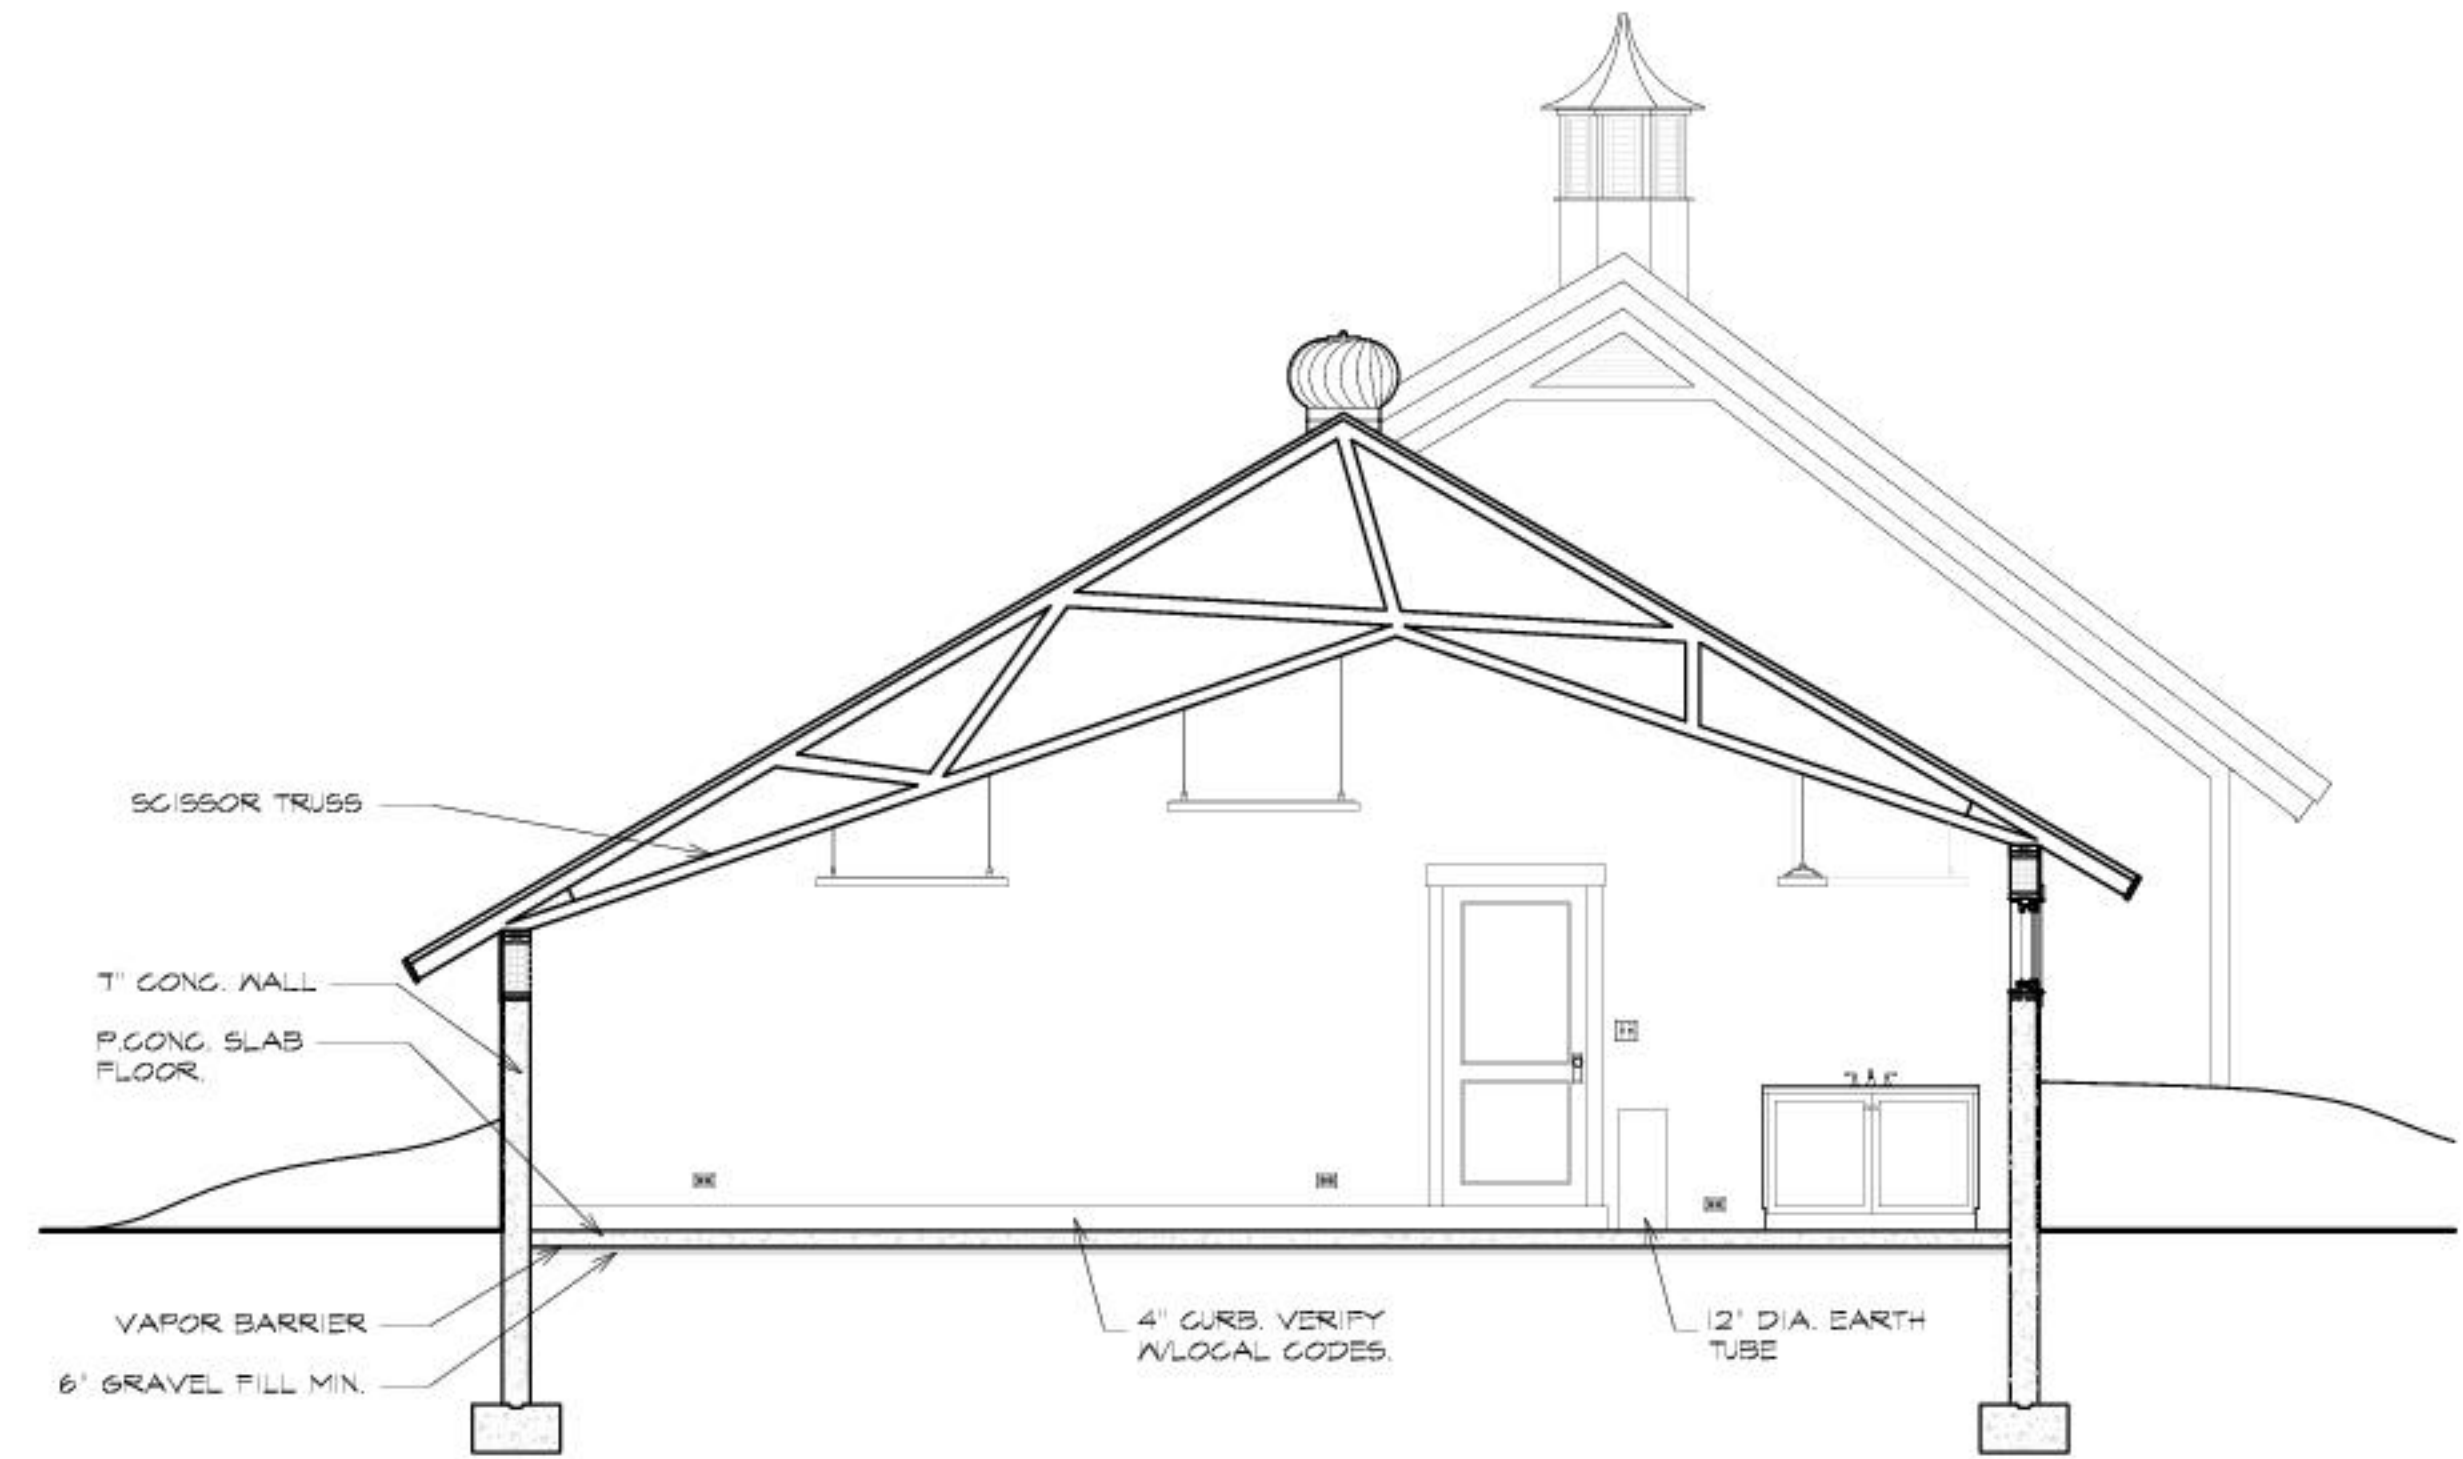 SCISSOR TRUSS
7" CONC. WALL
P.CONC. SLAB
FLOOR.
VAPOR BARRIER
6" GRAVEL FILL MIN.
4" CURB. VERIFY
W/LOCAL CODES.
12" DIA. EARTH
TUBE